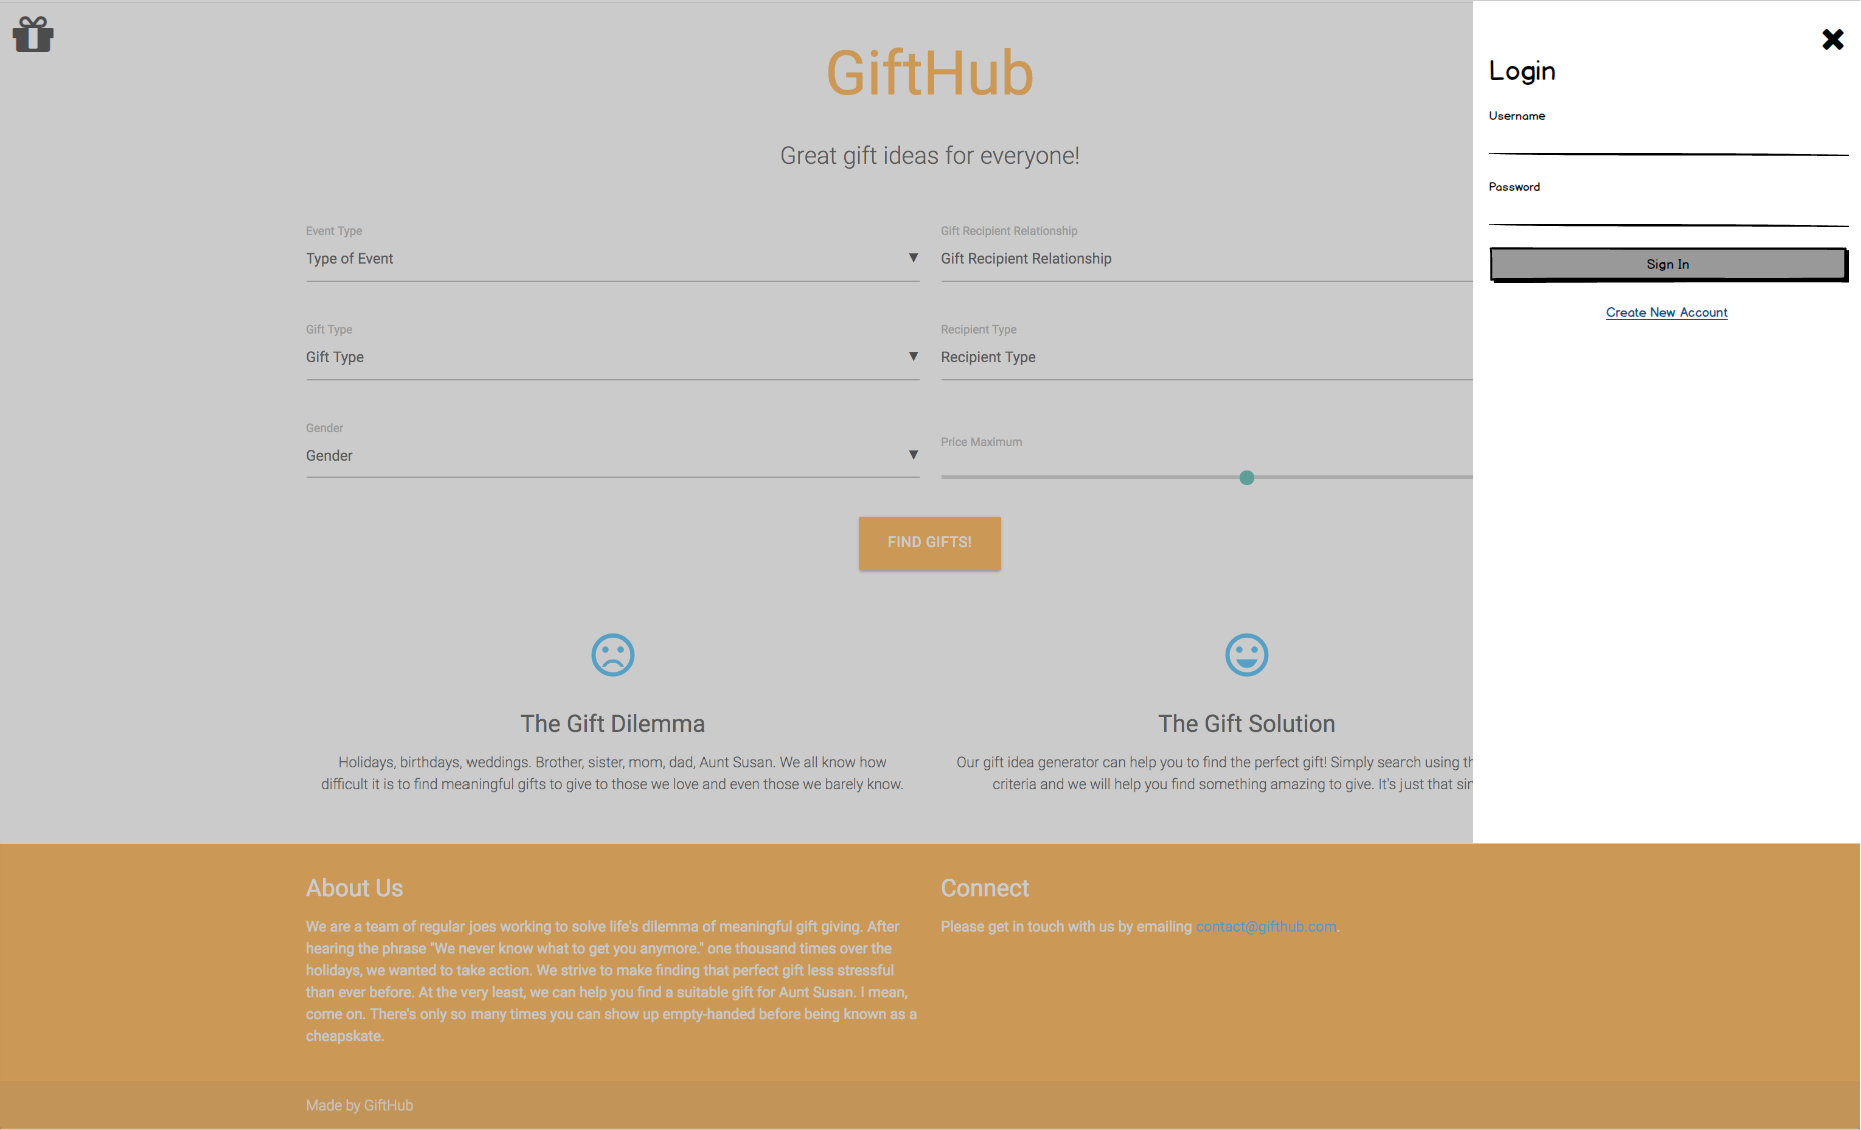 GiftHub
Great gift ideas for everyone!
Event Type
Type of Event
▼
Gift Recipient Relationship
Gift Recipient Relationship
Gift Type
Gift Type
▼
Recipient Type
Recipient Type
Gender
Gender
▼
Price Maximum
FIND GIFTS!
The Gift Dilemma
Holidays, birthdays, weddings. Brother, sister, mom, dad, Aunt Susan. We all know how
difficult it is to find meaningful gifts to give to those we love and even those we barely know.
The Gift Solution
Our gift idea generator can help you to find the perfect gift! Simply search using th
criteria and we will help you find something amazing to give. It's just that sin
Login
Username
Password
Sign In
Create New Account
About Us
We are a team of regular joes working to solve life's dilemma of meaningful gift giving. After
hearing the phrase "We never know what to get you anymore." one thousand times over the
holidays, we wanted to take action. We strive to make finding that perfect gift less stressful
than ever before. At the very least, we can help you find a suitable gift for Aunt Susan. I mean,
come on. There's only so many times you can show up empty-handed before being known as a
cheapskate.
Connect
Please get in touch with us by emailing contact@gifthub.com.
Made by GiftHub